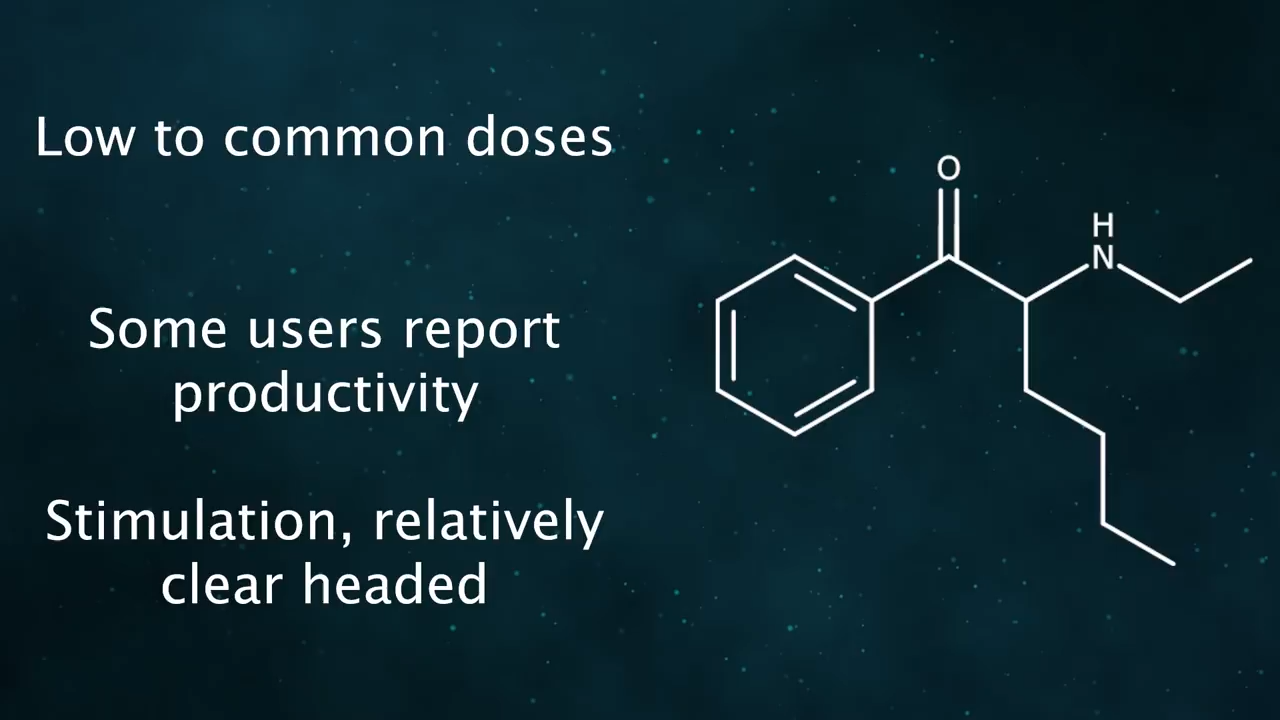 Low to common doses
Some users report
productivity
Stimulation, relatively
clear headed
O
H
N